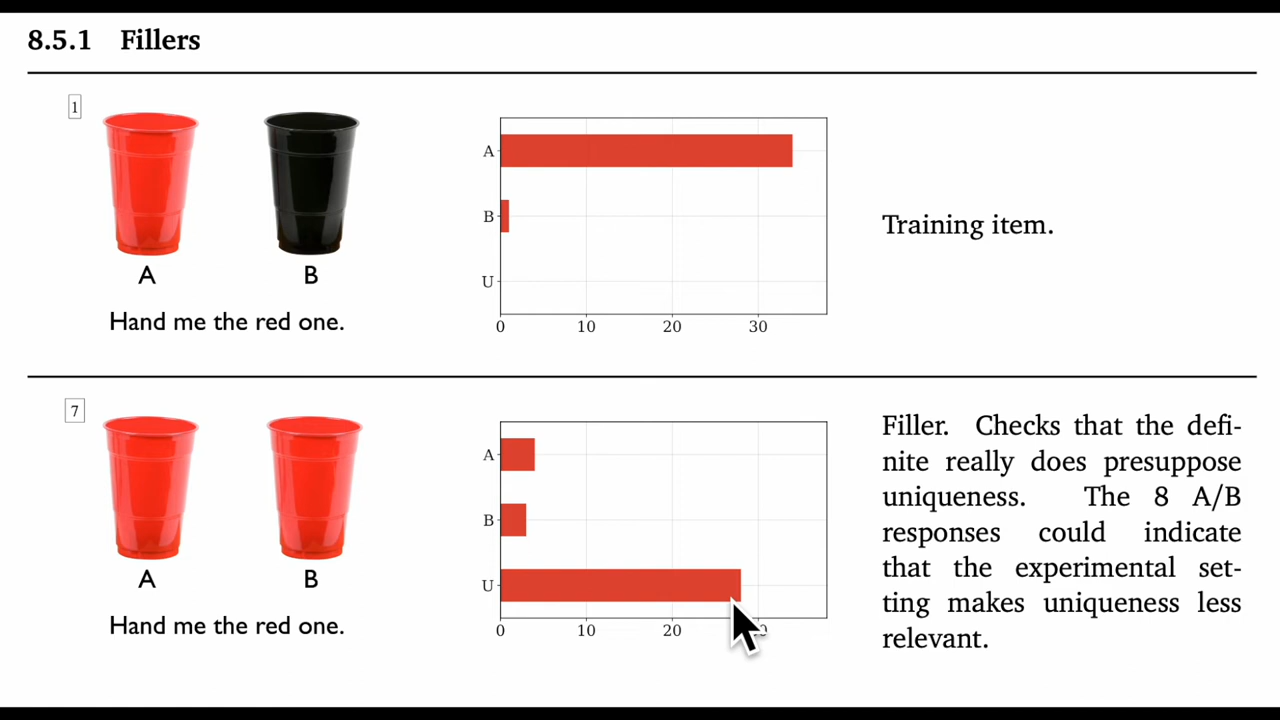 8.5.1 Fillers
1
A B
Hand me the red one.
A
B
U
0 10 20 30
Training item.
7
A B
Hand me the red one.
A
B
U
0 10 20
Filler. Checks that the defi-
nite really does presuppose
uniqueness. The 8 A/B
responses could indicate
that the experimental set-
ting makes uniqueness less
relevant.